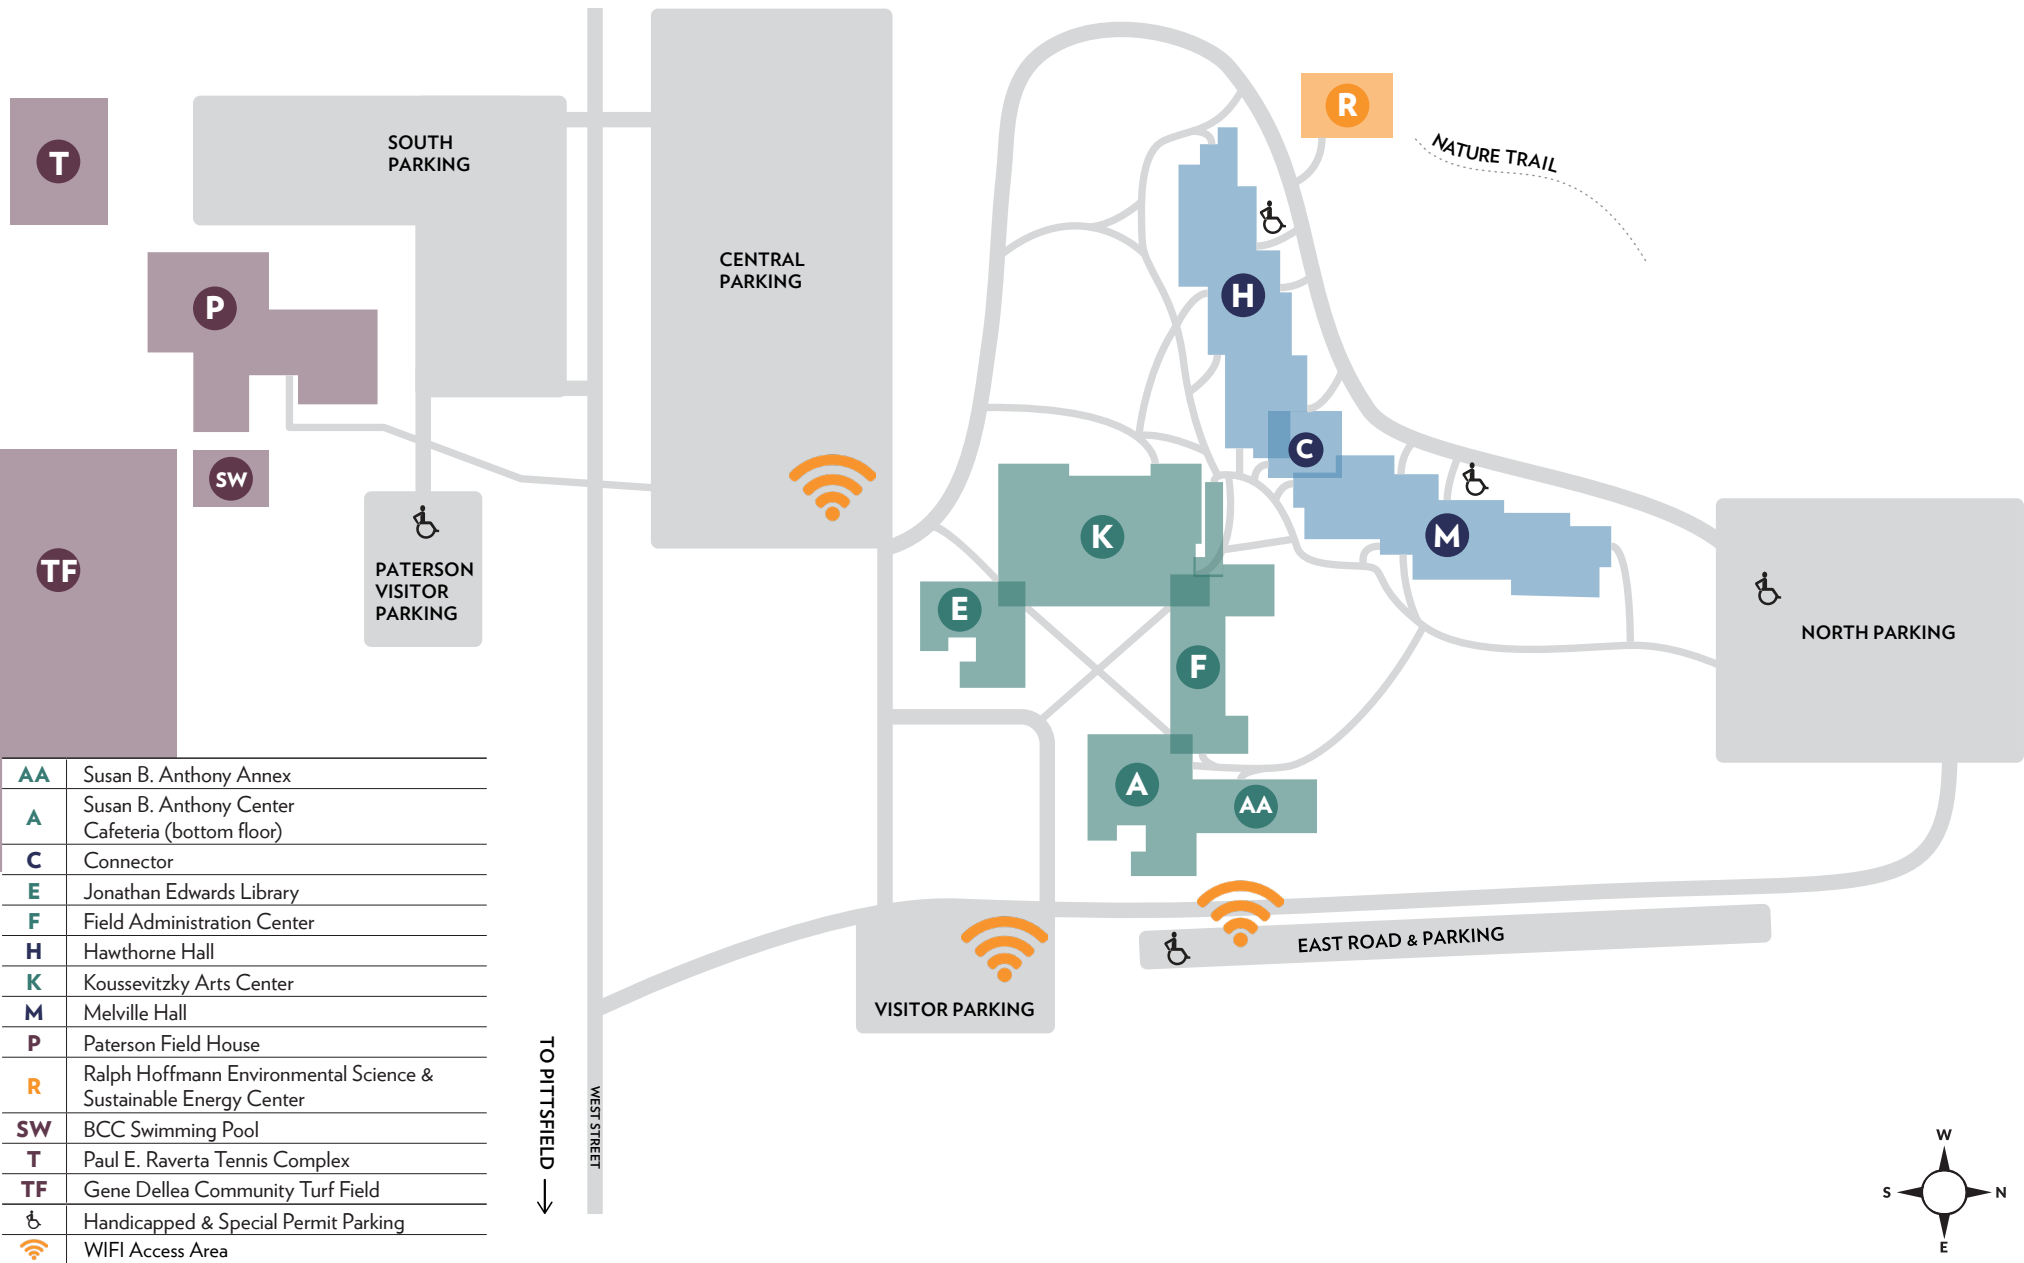 R
NATURE TRAIL
T
SOUTH
PARKING
CENTRAL
PARKING
H
P
C
SW
M
K
TF
PATERSON
VISITOR
PARKING
E
NORTH PARKING
F
A
AA
EAST ROAD & PARKING
VISITOR PARKING
TO PITTSFIELD
WEST STREET
AA Susan B. Anthony Annex
A Susan B. Anthony Center
Cafeteria (bottom floor)
C Connector
E Jonathan Edwards Library
F Field Administration Center
H Hawthorne Hall
K Koussevitzky Arts Center
M Melville Hall
P Paterson Field House
R Ralph Hoffmann Environmental Science &
Sustainable Energy Center
SW BCC Swimming Pool
T Paul E. Raverta Tennis Complex
TF Gene Dellea Community Turf Field
Handicapped & Special Permit Parking
WIFI Access Area
W
S N
E